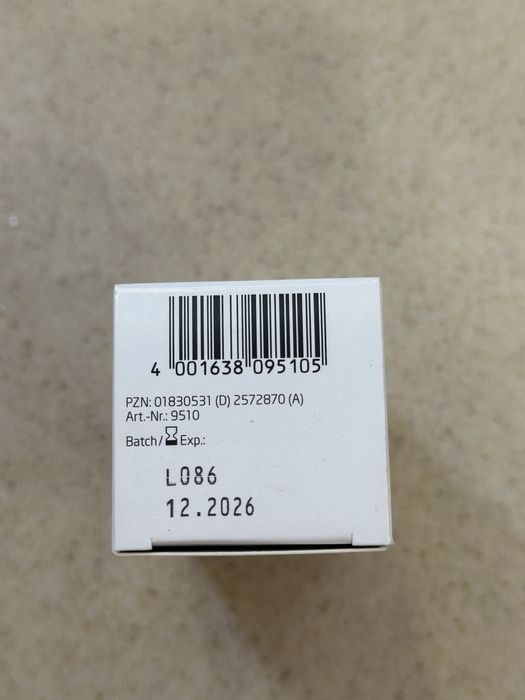 4 001638 095105
PZN: 01830531 (D) 2572870 (A)
Art.-Nr.: 9510
Batch/⌛Exp.:
L086
12.2026